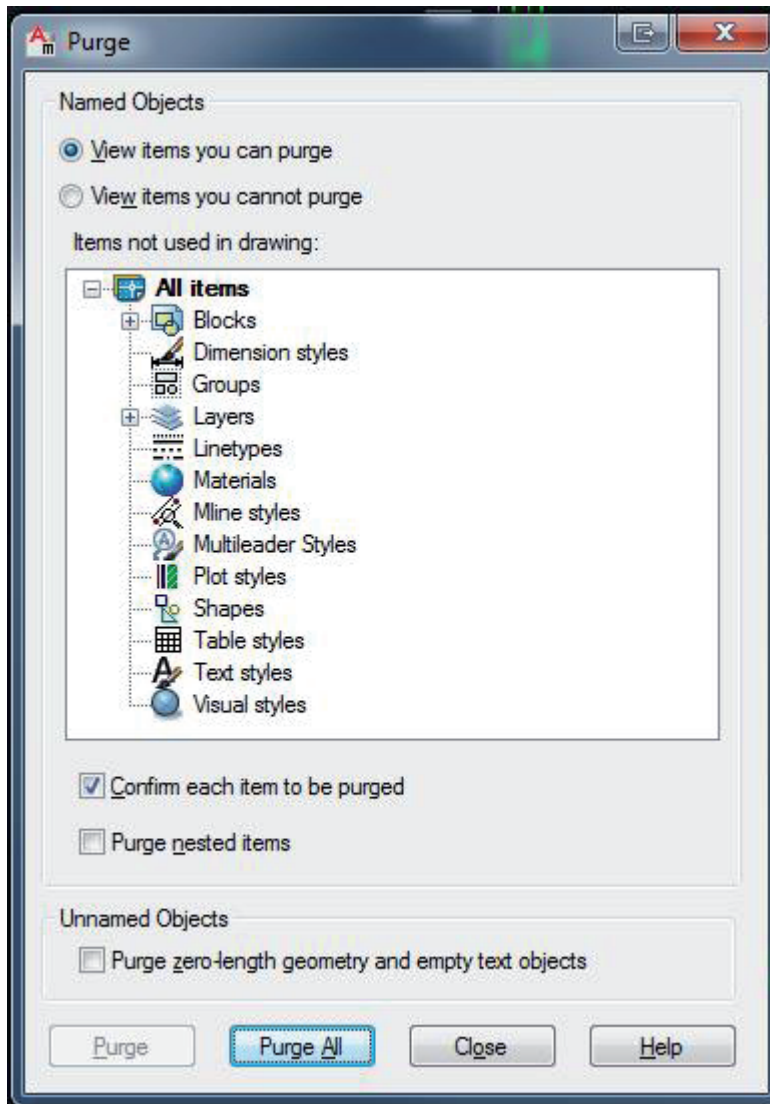 Purge
Named Objects
View items you can purge
View items you cannot purge
Items not used in drawing:
All items
Blocks
Dimension styles
Groups
Layers
Linetypes
Materials
Mline styles
Multileader Styles
Plot styles
Shapes
Table styles
Text styles
Visual styles
Confirm each item to be purged
Purge nested items
Unnamed Objects
Purge zero-length geometry and empty text objects
Purge Purge All Close Help